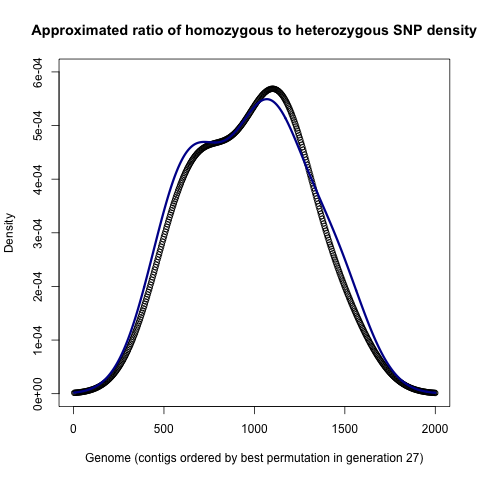 Approximated ratio of homozygous to heterozygous SNP density
6e-04
5e-04
4e-04
3e-04
2e-04
1e-04
0e+00
Density
0 500 1000 1500 2000
Genome (contigs ordered by best permutation in generation 27)